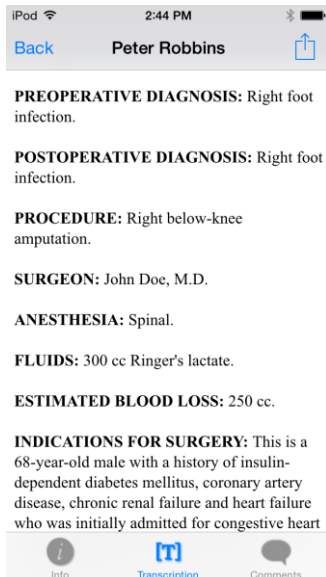 iPod 2:44 PM
Back Peter Robbins
PREOPERATIVE DIAGNOSIS: Right foot
infection.
POSTOPERATIVE DIAGNOSIS: Right foot
infection.
PROCEDURE: Right below-knee
amputation.
SURGEON: John Doe, M.D.
ANESTHESIA: Spinal.
FLUIDS: 300 cc Ringer's lactate.
ESTIMATED BLOOD LOSS: 250 cc.
INDICATIONS FOR SURGERY: This is a
68-year-old male with a history of insulin-
dependent diabetes mellitus, coronary artery
disease, chronic renal failure and heart failure
who was initially admitted for congestive heart
[T]
Info Transcription Comments